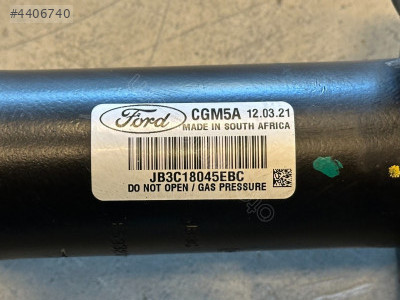 #4406740
Ford CGM5A 12.03.21
MADE IN SOUTH AFRICA
JB3C18045EBC
DO NOT OPEN / GAS PRESSURE